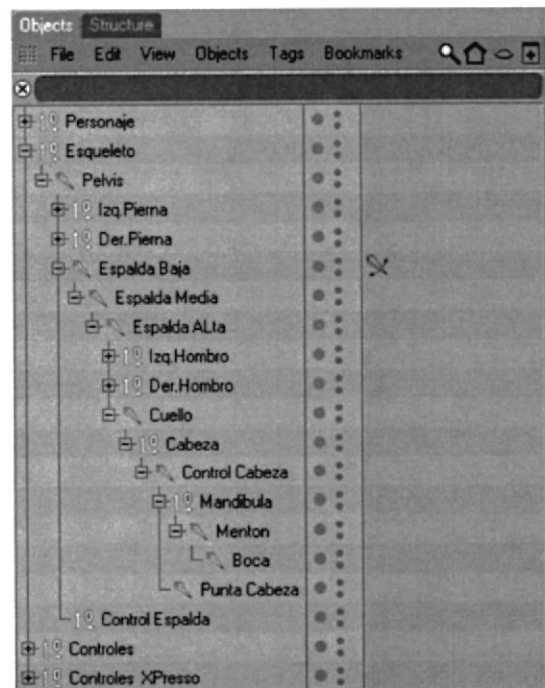 Objects Structure
File Edit View Objects Tags Bookmarks
Personaje
Esqueleto
Pelvis
Izq.Pierna
Der.Pierna
Espalda Baja
Espalda Media
Espalda ALta
Izq.Hombro
Der.Hombro
Cuello
Cabeza
Control Cabeza
Mandibula
Menton
Boca
Punta Cabeza
Control Espalda
Controles
Controles XPresso